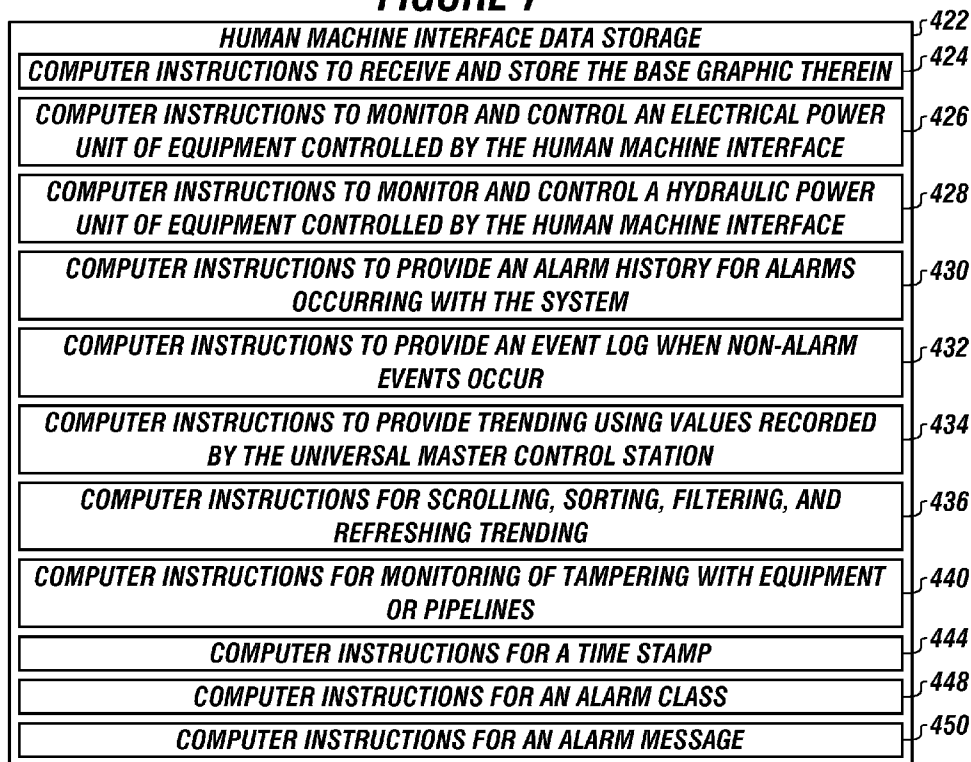 HUMAN MACHINE INTERFACE DATA STORAGE 422
COMPUTER INSTRUCTIONS TO RECEIVE AND STORE THE BASE GRAPHIC THEREIN 424
COMPUTER INSTRUCTIONS TO MONITOR AND CONTROL AN ELECTRICAL POWER 426
UNIT OF EQUIPMENT CONTROLLED BY THE HUMAN MACHINE INTERFACE
COMPUTER INSTRUCTIONS TO MONITOR AND CONTROL A HYDRAULIC POWER 428
UNIT OF EQUIPMENT CONTROLLED BY THE HUMAN MACHINE INTERFACE
COMPUTER INSTRUCTIONS TO PROVIDE AN ALARM HISTORY FOR ALARMS 430
OCCURRING WITH THE SYSTEM
COMPUTER INSTRUCTIONS TO PROVIDE AN EVENT LOG WHEN NON-ALARM 432
EVENTS OCCUR
COMPUTER INSTRUCTIONS TO PROVIDE TRENDING USING VALUES RECORDED 434
BY THE UNIVERSAL MASTER CONTROL STATION
COMPUTER INSTRUCTIONS FOR SCROLLING, SORTING, FILTERING, AND 436
REFRESHING TRENDING
COMPUTER INSTRUCTIONS FOR MONITORING OF TAMPERING WITH EQUIPMENT 440
OR PIPELINES
COMPUTER INSTRUCTIONS FOR A TIME STAMP 444
COMPUTER INSTRUCTIONS FOR AN ALARM CLASS 448
COMPUTER INSTRUCTIONS FOR AN ALARM MESSAGE 450